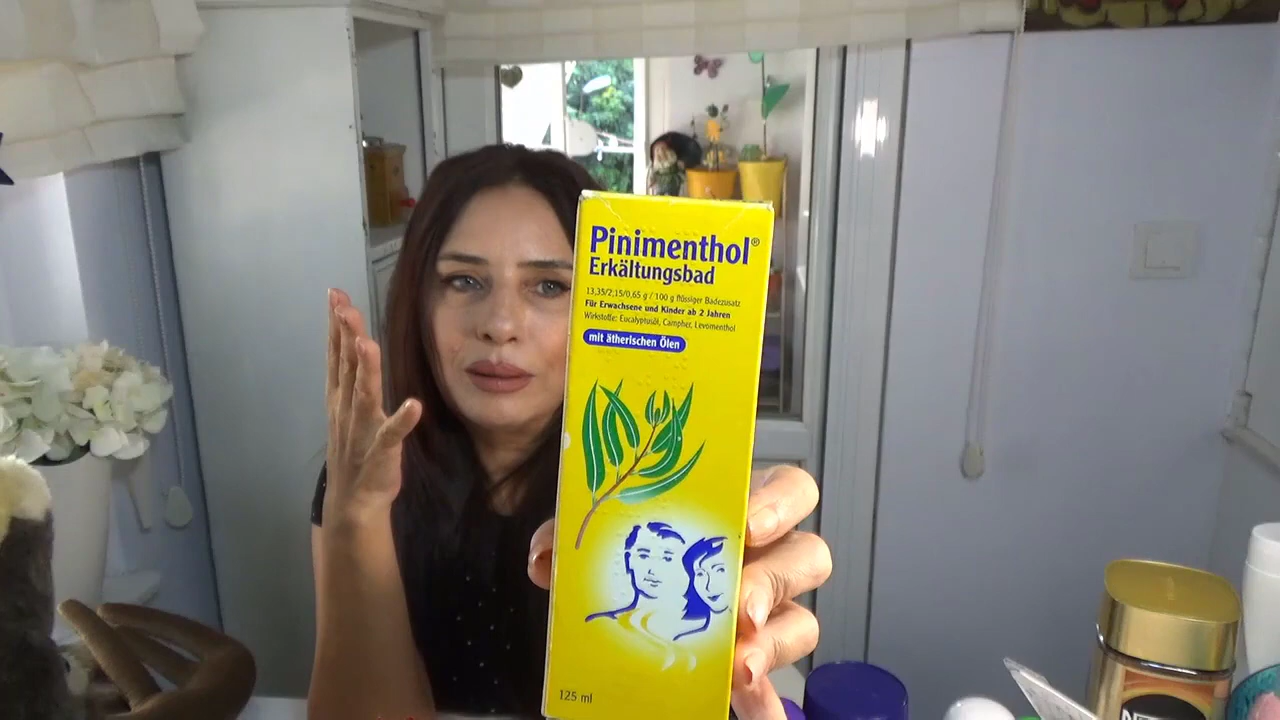 Pinimenthol®
Erkältungsbad
13,35/2,15/0,65 g / 100 g flüssiger Badezusatz
Für Erwachsene und Kinder ab 2 Jahren
Wirkstoffe: Eucalyptusöl, Campher, Levomenthol
mit ätherischen Ölen
125 ml